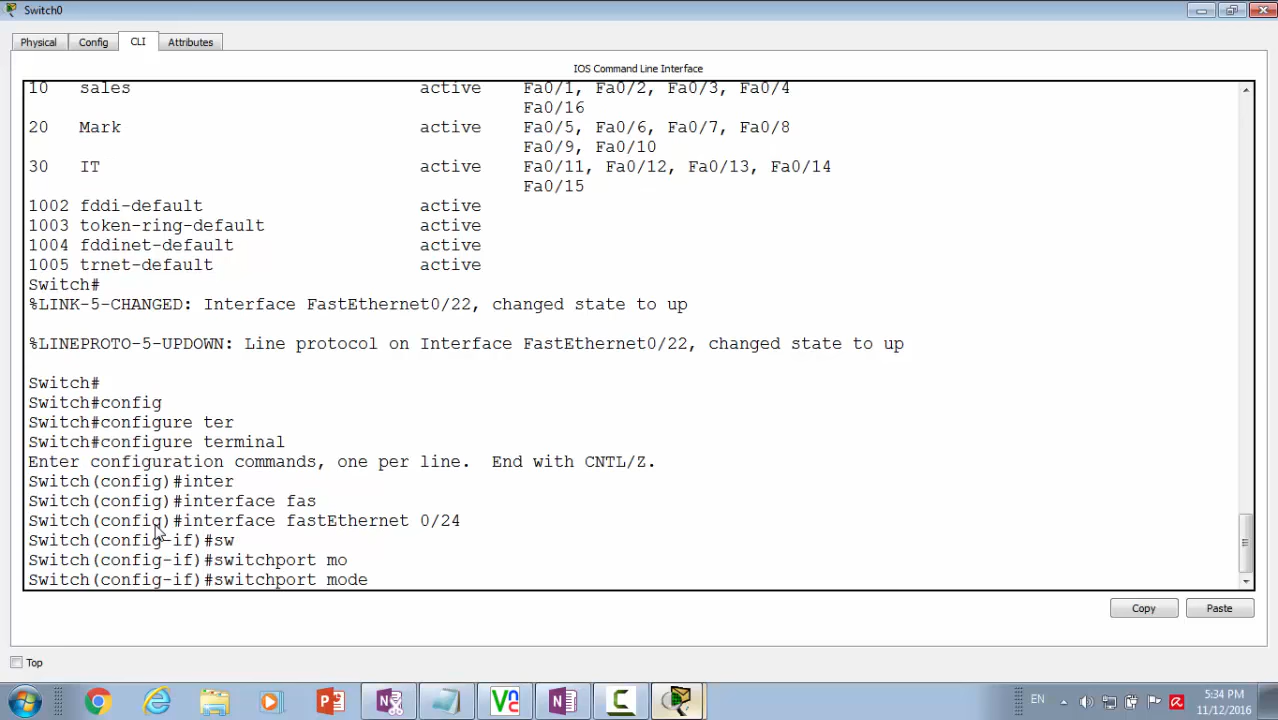 Switch0
Physical Config CLI Attributes
IOS Command Line Interface
10 sales active Fa0/1, Fa0/2, Fa0/3, Fa0/4
Fa0/16
20 Mark active Fa0/5, Fa0/6, Fa0/7, Fa0/8
Fa0/9, Fa0/10
30 IT active Fa0/11, Fa0/12, Fa0/13, Fa0/14
Fa0/15
1002 fddi-default active
1003 token-ring-default active
1004 fddinet-default active
1005 trnet-default active
Switch#
%LINK-5-CHANGED: Interface FastEthernet0/22, changed state to up
%LINEPROTO-5-UPDOWN: Line protocol on Interface FastEthernet0/22, changed state to up
Switch#
Switch#config
Switch#configure ter
Switch#configure terminal
Enter configuration commands, one per line. End with CNTL/Z.
Switch(config)#inter
Switch(config)#interface fas
Switch(config)#interface fastEthernet 0/24
Switch(config-if)#sw
Switch(config-if)#switchport mo
Switch(config-if)#switchport mode
Copy Paste
Top
EN
5:34 PM
11/12/2016